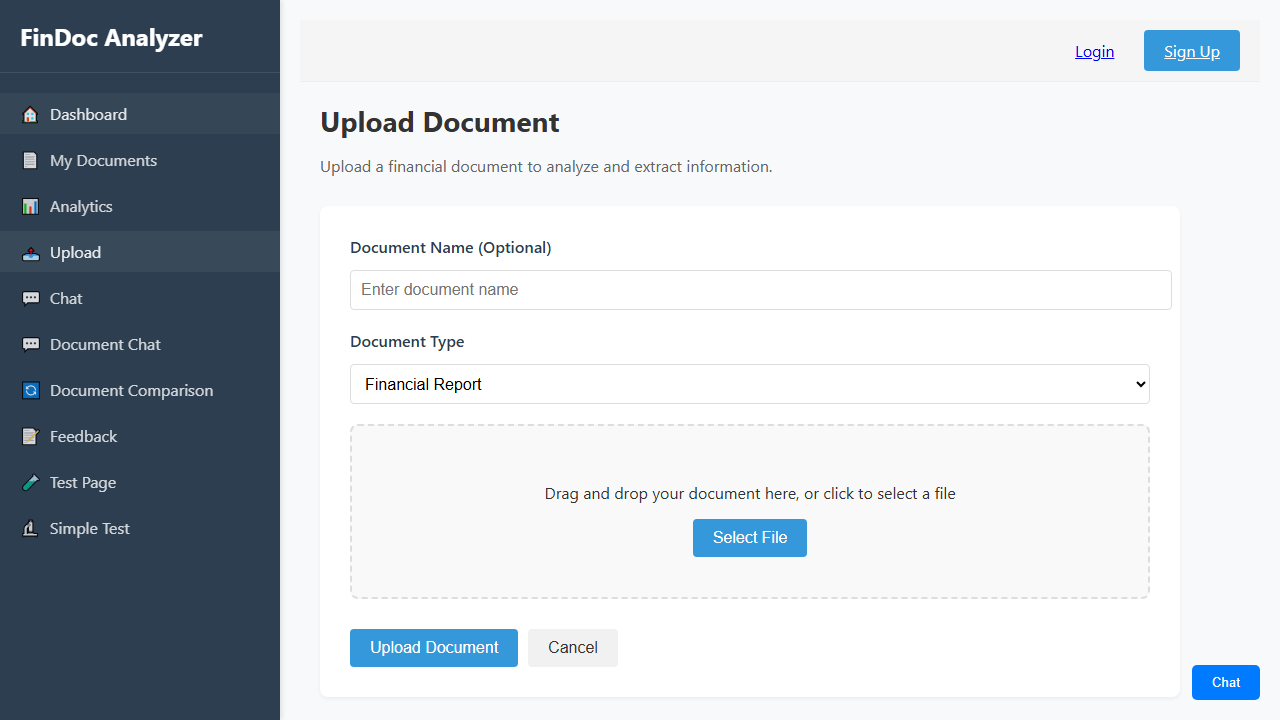 FinDoc Analyzer
Dashboard
My Documents
Analytics
Upload
Chat
Document Chat
Document Comparison
Feedback
Test Page
Simple Test
Login
Sign Up
Upload Document
Upload a financial document to analyze and extract information.
Document Name (Optional)
Enter document name
Document Type
Financial Report
Drag and drop your document here, or click to select a file
Select File
Upload Document
Cancel
Chat